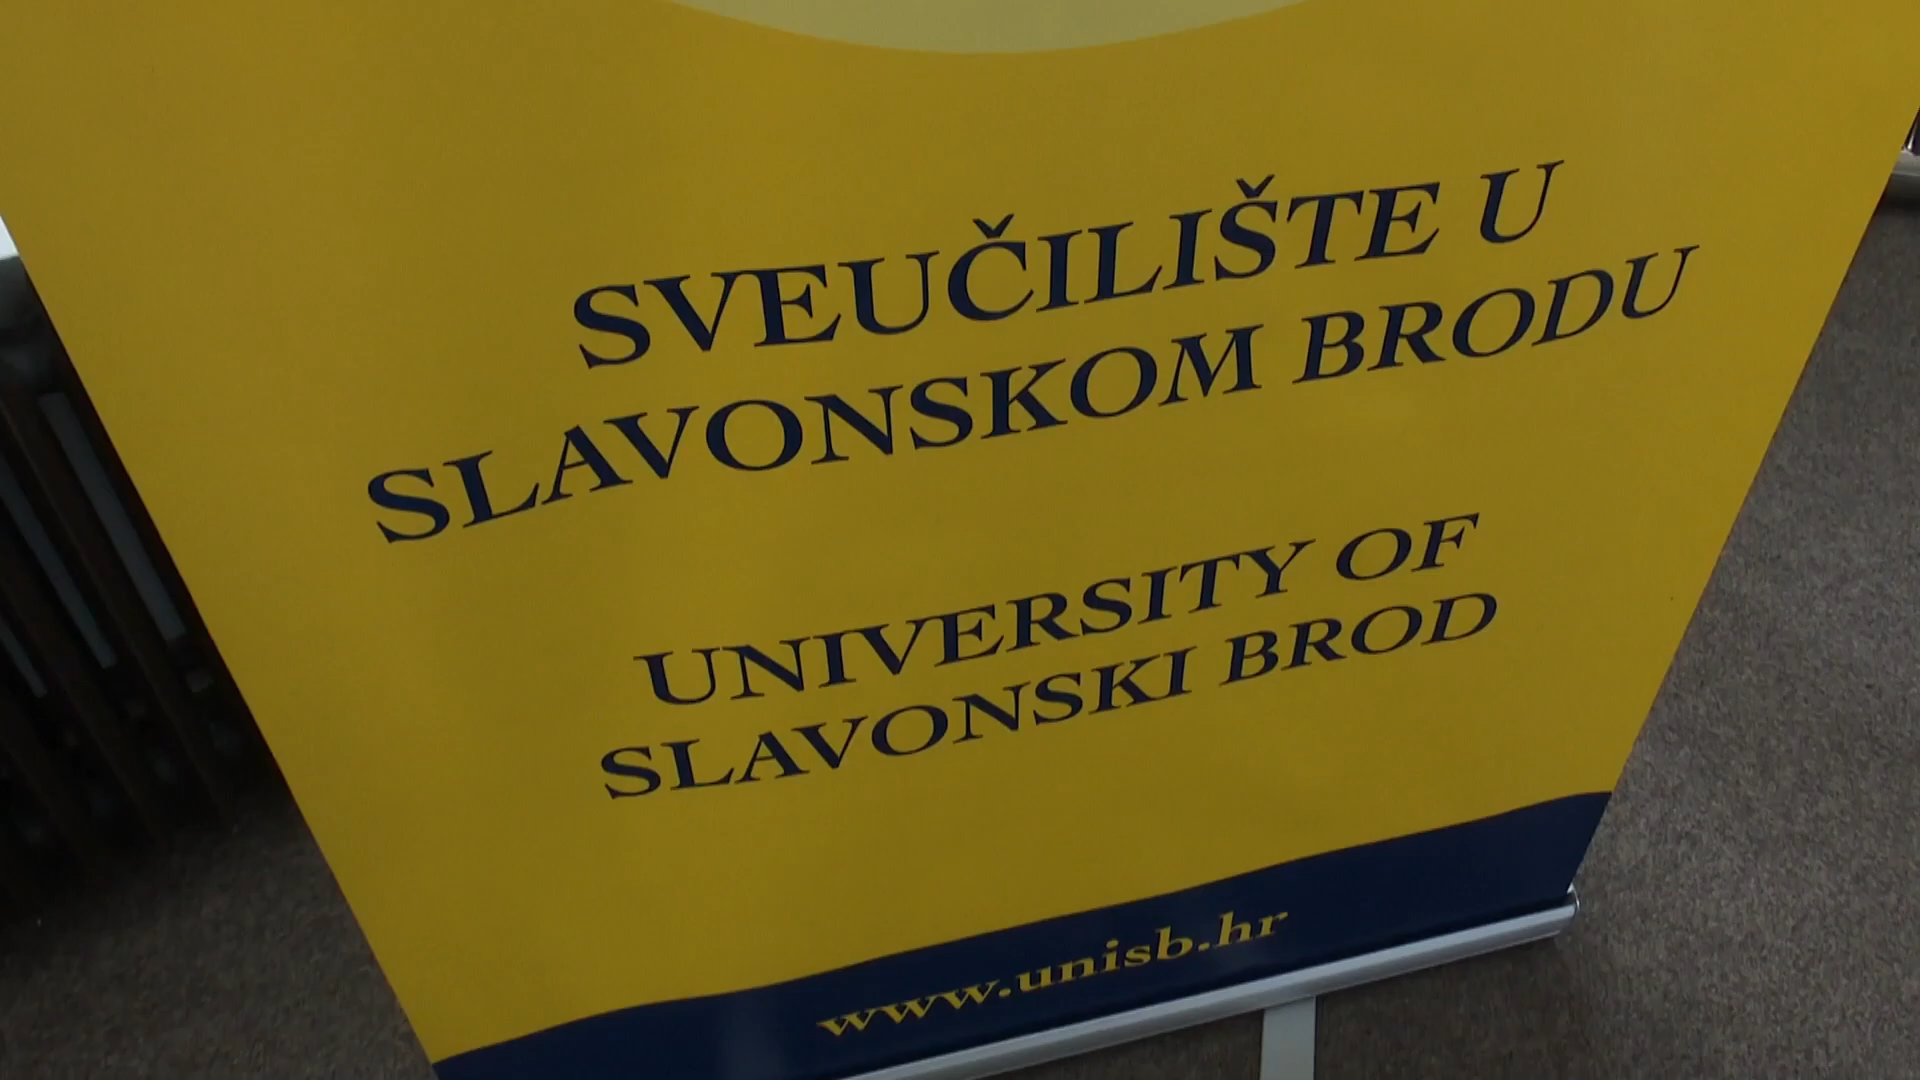 SVEUČILIŠTE U
SLAVONSKOM BRODU
UNIVERSITY OF
SLAVONSKI BROD
www.unisb.hr